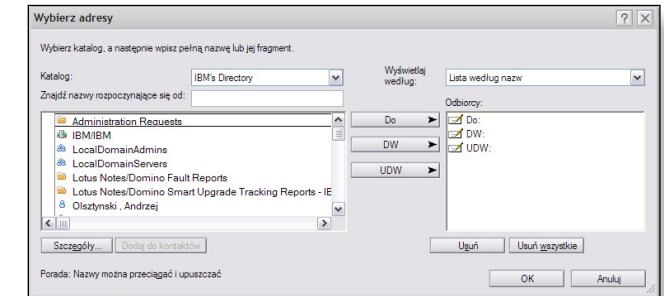 Wybierz adresy
Wybierz katalog, a następnie wpisz pełną nazwę lub jej fragment.
Katalog: IBM's Directory
Wyświetlaj według: Lista według nazw
Znajdź nazwy rozpoczynające się od:
Odbiorcy:
Administration Requests
IBM/IBM
LocalDomainAdmins
LocalDomainServers
Lotus Notes/Domino Fault Reports
Lotus Notes/Domino Smart Upgrade Tracking Reports - IE
Olsztynski , Andrzej
Do
DW
UDW
Do:
DW:
UDW:
Szczegóły... Dodaj do kontaktów
Usuń Usuń wszystkie
Porada: Nazwy można przeciągać i upuszczać
OK Anuluj